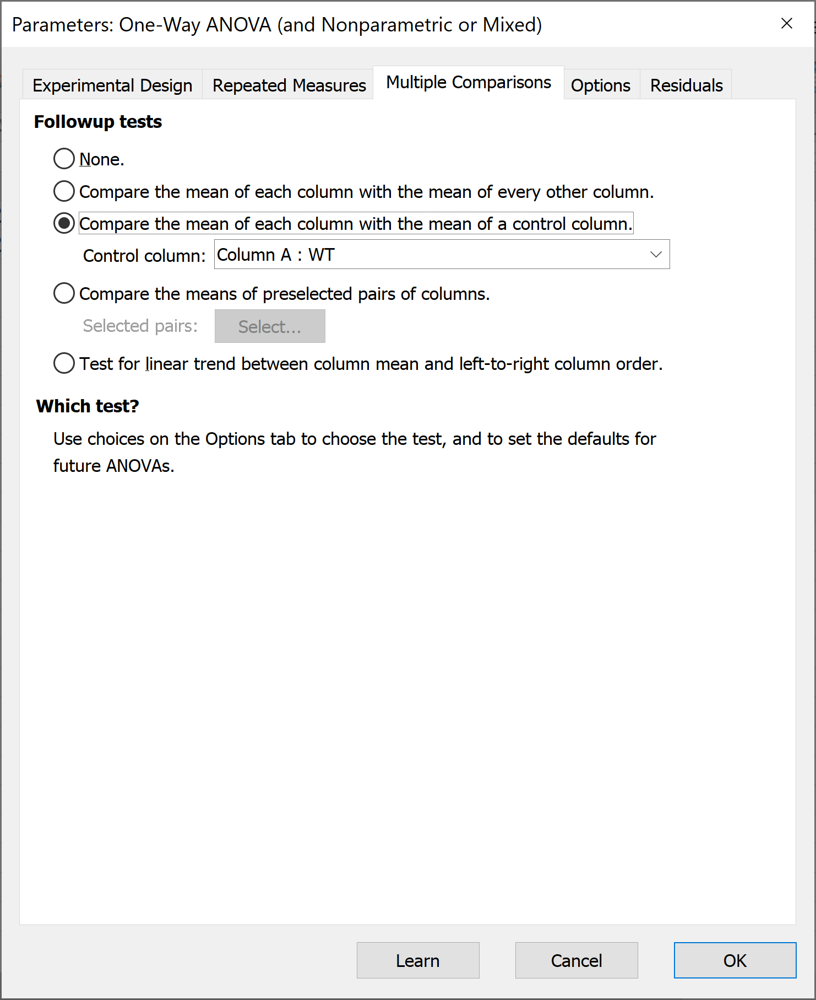 Parameters: One-Way ANOVA (and Nonparametric or Mixed)
Experimental Design
Repeated Measures
Multiple Comparisons
Options
Residuals
Followup tests
None.
Compare the mean of each column with the mean of every other column.
Compare the mean of each column with the mean of a control column.
Control column: Column A : WT
Compare the means of preselected pairs of columns.
Selected pairs: Select...
Test for linear trend between column mean and left-to-right column order.
Which test?
Use choices on the Options tab to choose the test, and to set the defaults for
future ANOVAs.
Learn
Cancel
OK